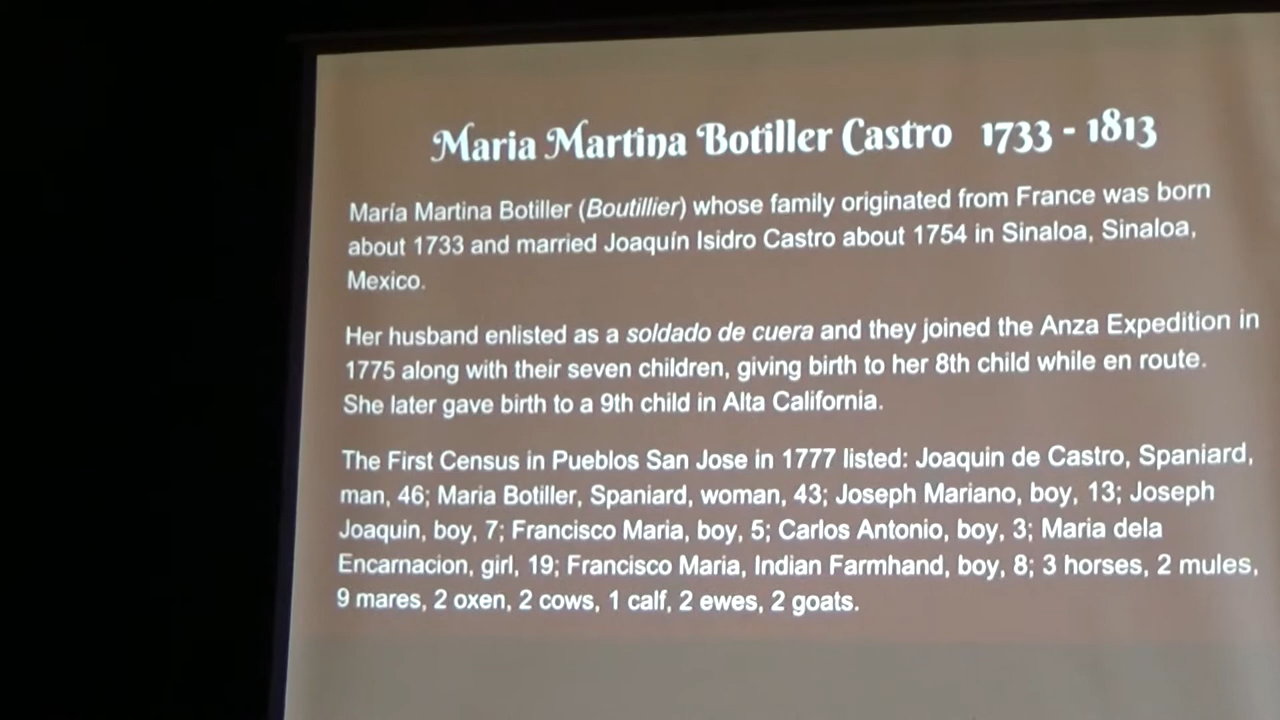 Maria Martina Botiller Castro 1733 - 1813
María Martina Botiller (Boutillier) whose family originated from France was born
about 1733 and married Joaquín Isidro Castro about 1754 in Sinaloa, Sinaloa,
Mexico.
Her husband enlisted as a soldado de cuera and they joined the Anza Expedition in
1775 along with their seven children, giving birth to her 8th child while en route.
She later gave birth to a 9th child in Alta California.
The First Census in Pueblos San Jose in 1777 listed: Joaquin de Castro, Spaniard,
man, 46; Maria Botiller, Spaniard, woman, 43; Joseph Mariano, boy, 13; Joseph
Joaquin, boy, 7; Francisco Maria, boy, 5; Carlos Antonio, boy, 3; Maria dela
Encarnacion, girl, 19; Francisco Maria, Indian Farmhand, boy, 8; 3 horses, 2 mules,
9 mares, 2 oxen, 2 cows, 1 calf, 2 ewes, 2 goats.